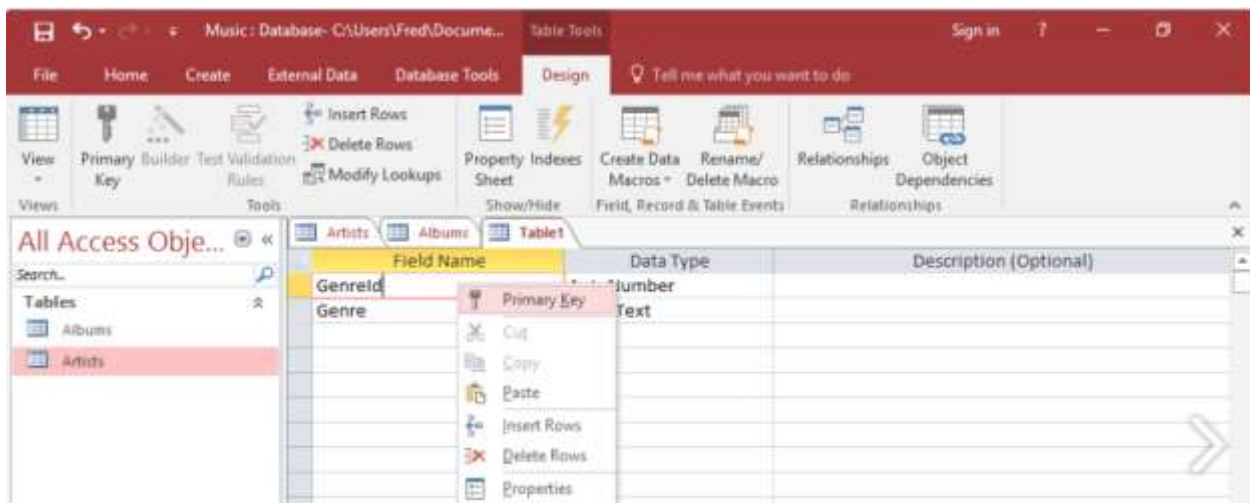 Music : Database- C:\Users\Fred\Docume... Table Tools Sign in ?
File Home Create External Data Database Tools Design Tell me what you want to do
View
Primary Key
Builder
Test Validation Rules
Insert Rows
Delete Rows
Modify Lookups
Property Sheet
Indexes
Create Data Macros
Rename/ Delete Macro
Relationships
Object Dependencies
Views Tools Show/Hide Field, Record & Table Events Relationships
All Access Obje...
Search...
Tables
Albums
Artists
Artists Albums Table1
Field Name Data Type Description (Optional)
GenreId Number
Genre Text
Primary Key
Cut
Copy
Paste
Insert Rows
Delete Rows
Properties